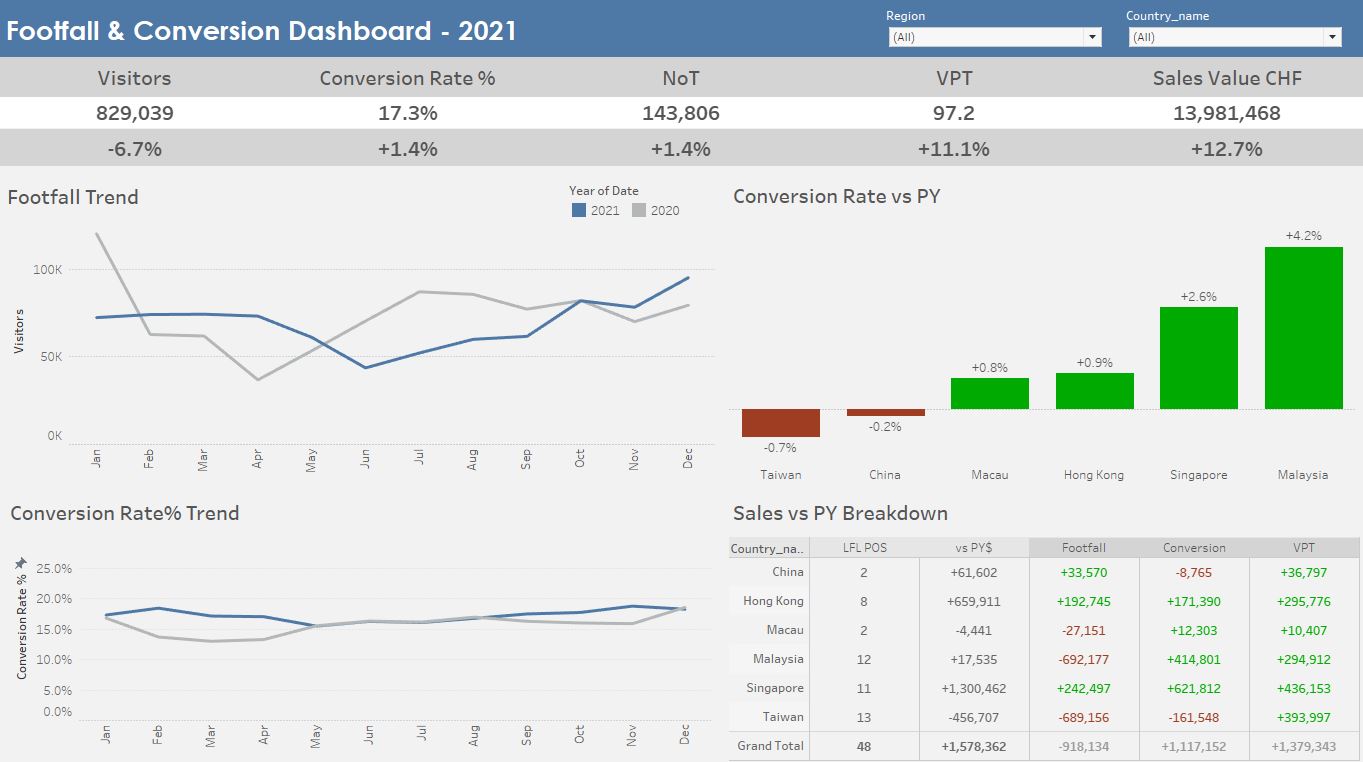 Footfall & Conversion Dashboard - 2021
Region
(All)
Country_name
(All)
Visitors Conversion Rate % NoT VPT Sales Value CHF
829,039 17.3% 143,806 97.2 13,981,468
-6.7% +1.4% +1.4% +11.1% +12.7%
Footfall Trend
Year of Date
2021 2020
100K
50K
0K
Visitors
Jan Feb Mar Apr May Jun Jul Aug Sep Oct Nov Dec
Conversion Rate vs PY
-0.7% -0.2% +0.8% +0.9% +2.6% +4.2%
Taiwan China Macau Hong Kong Singapore Malaysia
Conversion Rate% Trend
25.0%
20.0%
15.0%
10.0%
5.0%
0.0%
Conversion Rate %
Jan Feb Mar Apr May Jun Jul Aug Sep Oct Nov Dec
Sales vs PY Breakdown
Country_na.. LFL POS vs PY$ Footfall Conversion VPT
China 2 +61,602 +33,570 -8,765 +36,797
Hong Kong 8 +659,911 +192,745 +171,390 +295,776
Macau 2 -4,441 -27,151 +12,303 +10,407
Malaysia 12 +17,535 -692,177 +414,801 +294,912
Singapore 11 +1,300,462 +242,497 +621,812 +436,153
Taiwan 13 -456,707 -689,156 -161,548 +393,997
Grand Total 48 +1,578,362 -918,134 +1,117,152 +1,379,343